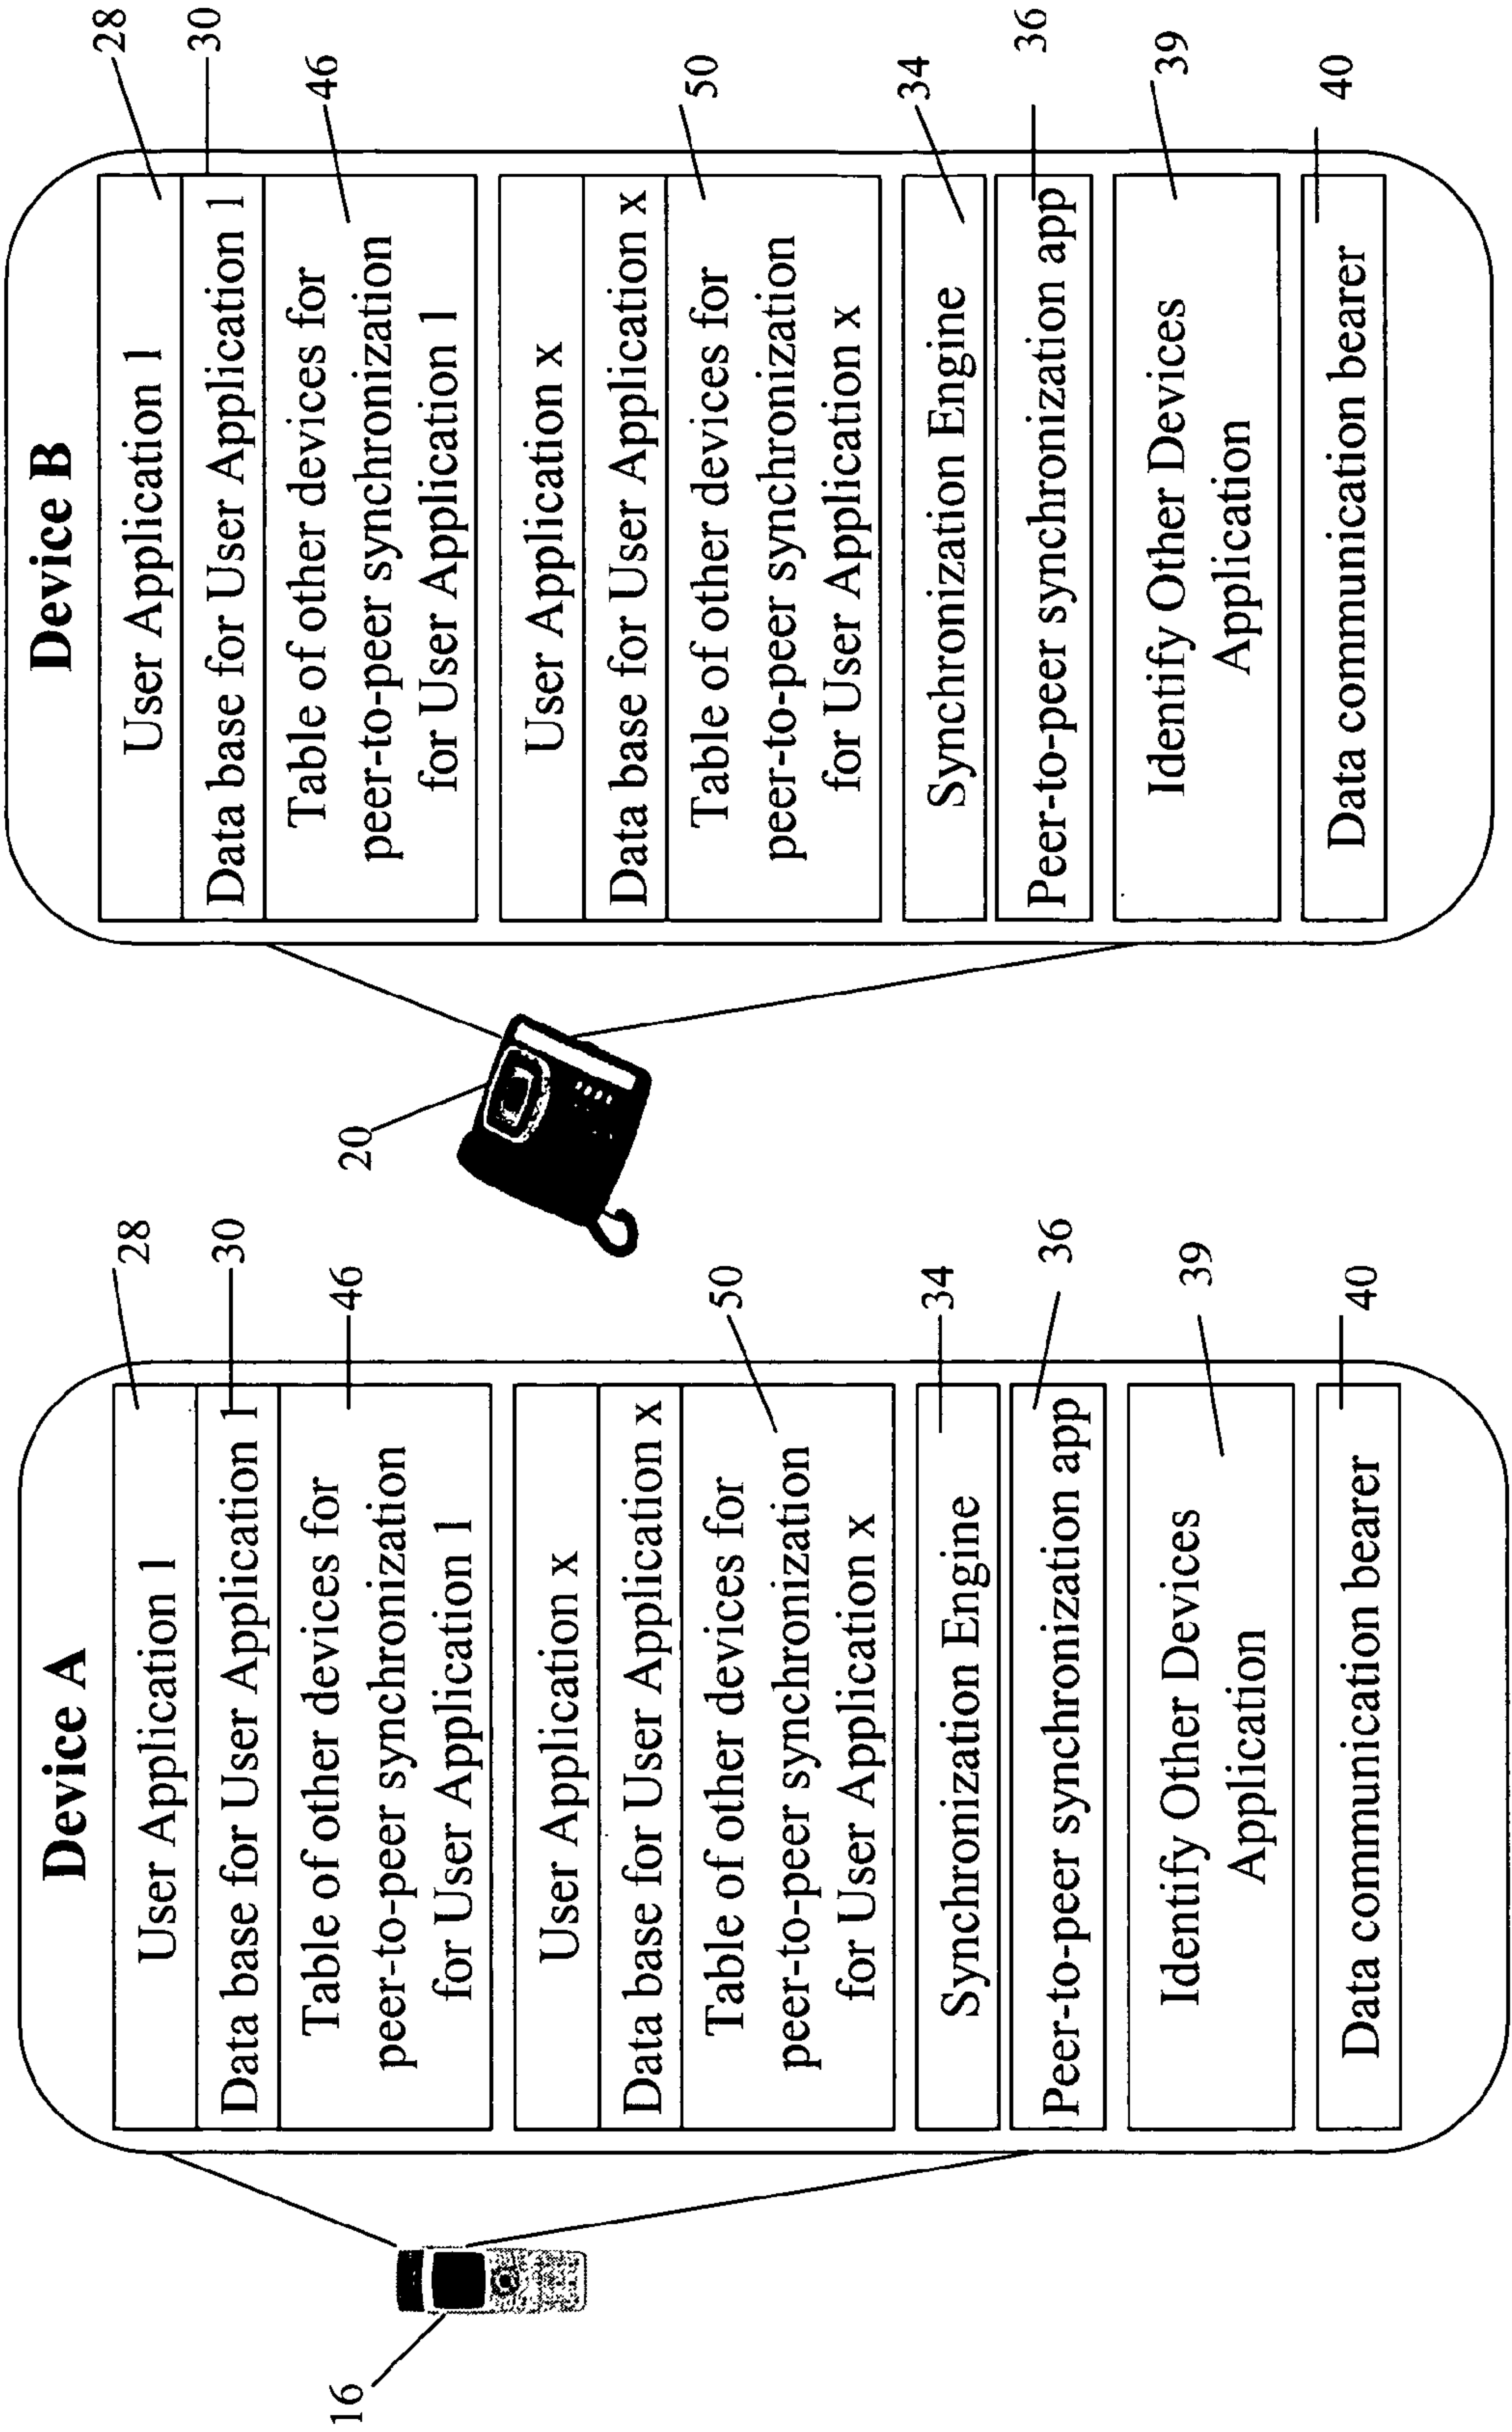 Device A
User Application 1
28
Data base for User Application 1
30
Table of other devices for
peer-to-peer synchronization
for User Application 1
46
User Application x
Data base for User Application x
Table of other devices for
peer-to-peer synchronization
for User Application x
50
Synchronization Engine
34
Peer-to-peer synchronization app
36
Identify Other Devices
Application
39
Data communication bearer
40
16
Device B
User Application 1
28
Data base for User Application 1
30
Table of other devices for
peer-to-peer synchronization
for User Application 1
46
User Application x
Data base for User Application x
Table of other devices for
peer-to-peer synchronization
for User Application x
50
Synchronization Engine
34
Peer-to-peer synchronization app
36
Identify Other Devices
Application
39
Data communication bearer
40
20